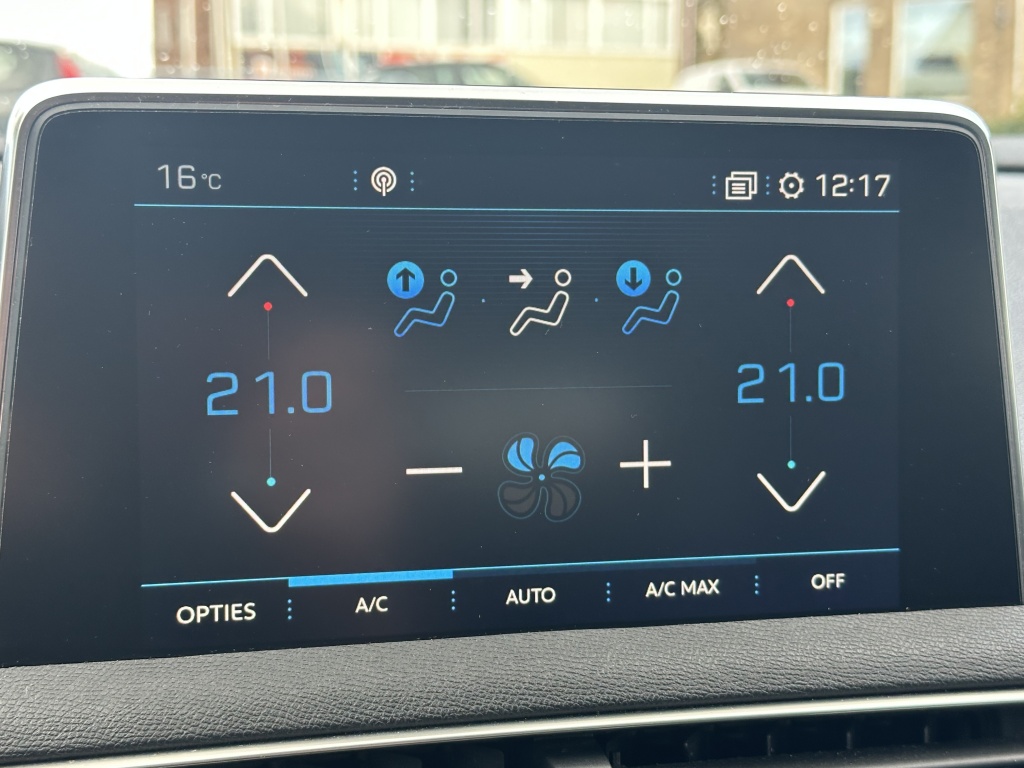 16°C 12:17
21.0 21.0
OPTIES A/C AUTO A/C MAX OFF